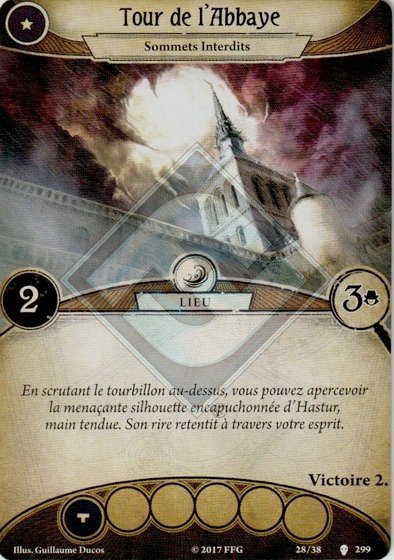 Tour de l'Abbaye
Sommets Interdits
2
LIEU
3
En scrutant le tourbillon au-dessus, vous pouvez apercevoir
la menaçante silhouette encapuchonnée d'Hastur,
main tendue. Son rire retentit à travers votre esprit.
Victoire 2.
Illus. Guillaume Ducos
© 2017 FFG
28/38
299